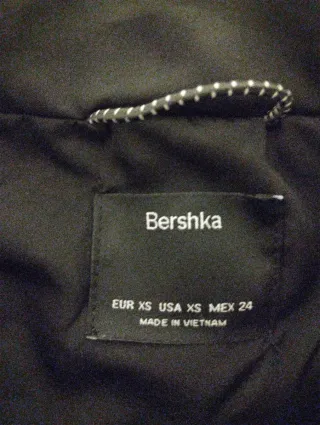 Bershka
EUR XS USA XS MEX 24
MADE IN VIETNAM